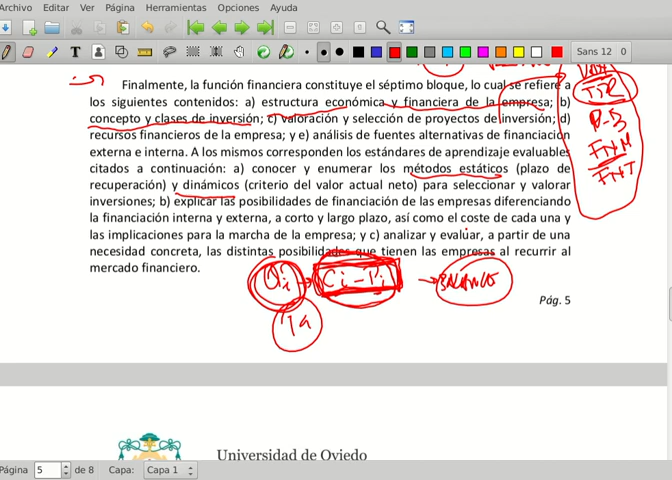 Archivo Editar Ver Página Herramientas Opciones Ayuda
Sans 12 0
Finalmente, la función financiera constituye el séptimo bloque, lo cual se refiere a
los siguientes contenidos: a) estructura económica y financiera de la empresa; b)
concepto y clases de inversión; c) valoración y selección de proyectos de inversión; d)
recursos financieros de la empresa; y e) análisis de fuentes alternativas de financiación
externa e interna. A los mismos corresponden los estándares de aprendizaje evaluables
citados a continuación: a) conocer y enumerar los métodos estáticos (plazo de
recuperación) y dinámicos (criterio del valor actual neto) para seleccionar y valorar
inversiones; b) explicar las posibilidades de financiación de las empresas diferenciando
la financiación interna y externa, a corto y largo plazo, así como el coste de cada una y
las implicaciones para la marcha de la empresa; y c) analizar y evaluar, a partir de una
necesidad concreta, las distintas posibilidades que tienen las empresas al recurrir al
mercado financiero.
TIR
P-B
FNM
FNT
Pág. 5
Universidad de Oviedo
Página 5 de 8 Capa: Capa 1